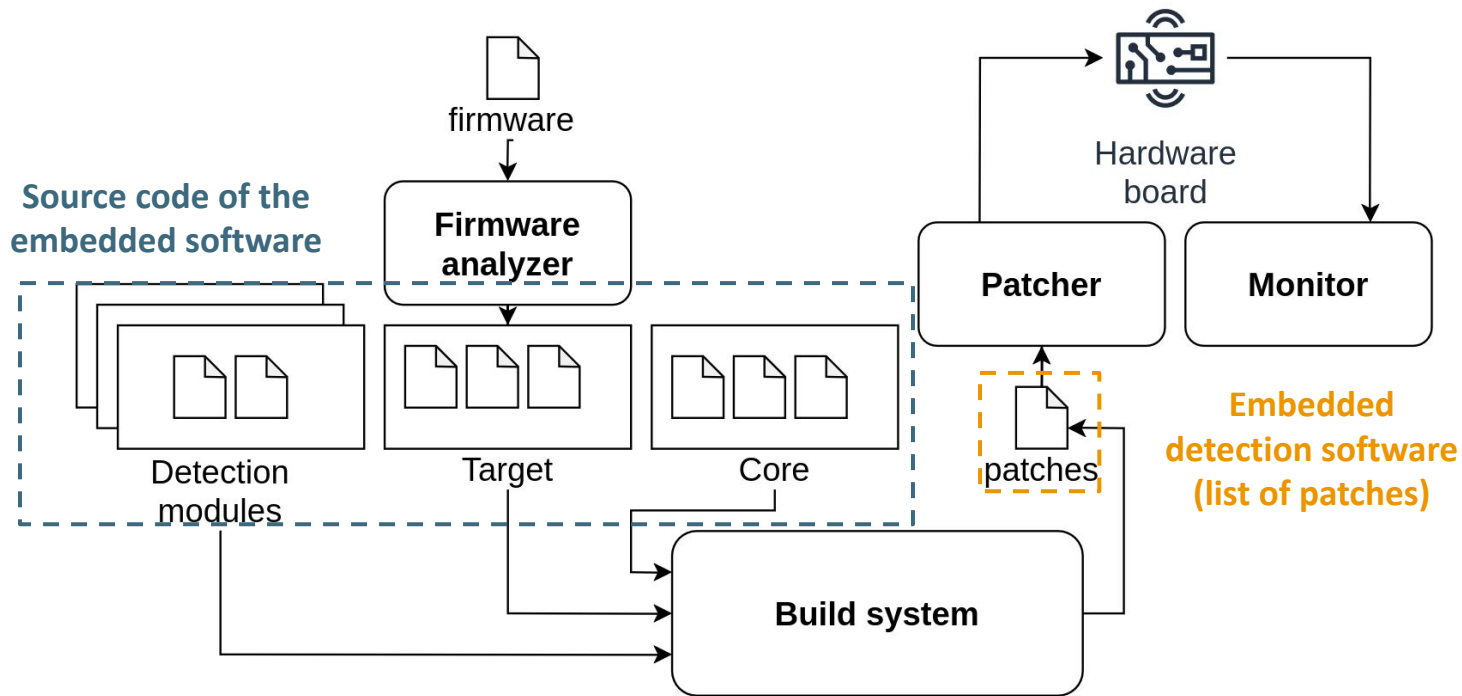 firmware
Hardware
board
Source code of the
embedded software
Firmware
analyzer
Patcher
Monitor
Detection
modules
Target
Core
patches
Embedded
detection software
(list of patches)
Build system